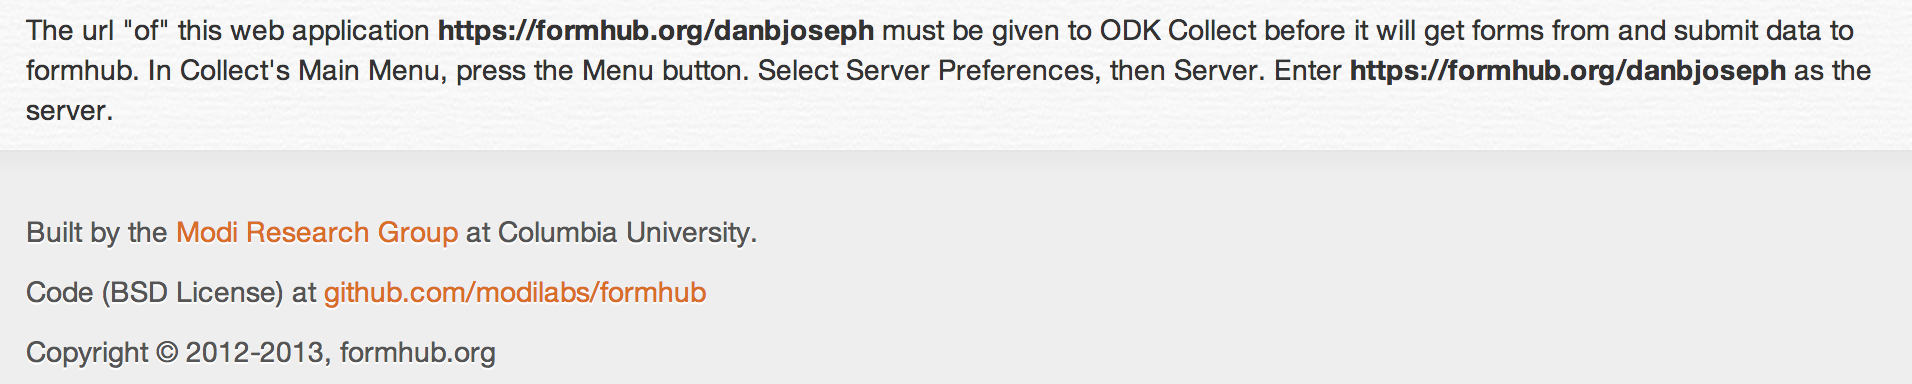 The url "of" this web application https://formhub.org/danbjoseph must be given to ODK Collect before it will get forms from and submit data to
formhub. In Collect's Main Menu, press the Menu button. Select Server Preferences, then Server. Enter https://formhub.org/danbjoseph as the
server.
Built by the Modi Research Group at Columbia University.
Code (BSD License) at github.com/modilabs/formhub
Copyright © 2012-2013, formhub.org